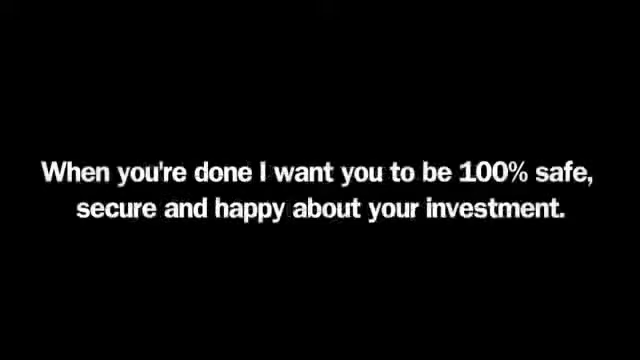 When you're done I want you to be 100% safe,
secure and happy about your investment.